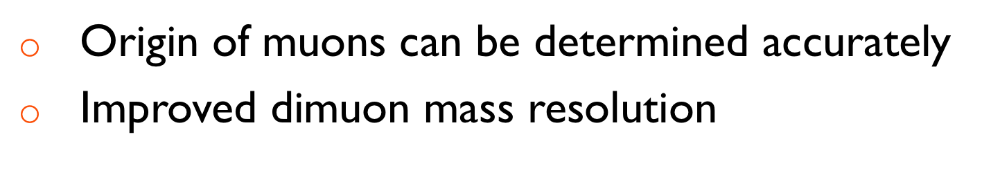 Origin of muons can be determined accurately
Improved dimuon mass resolution